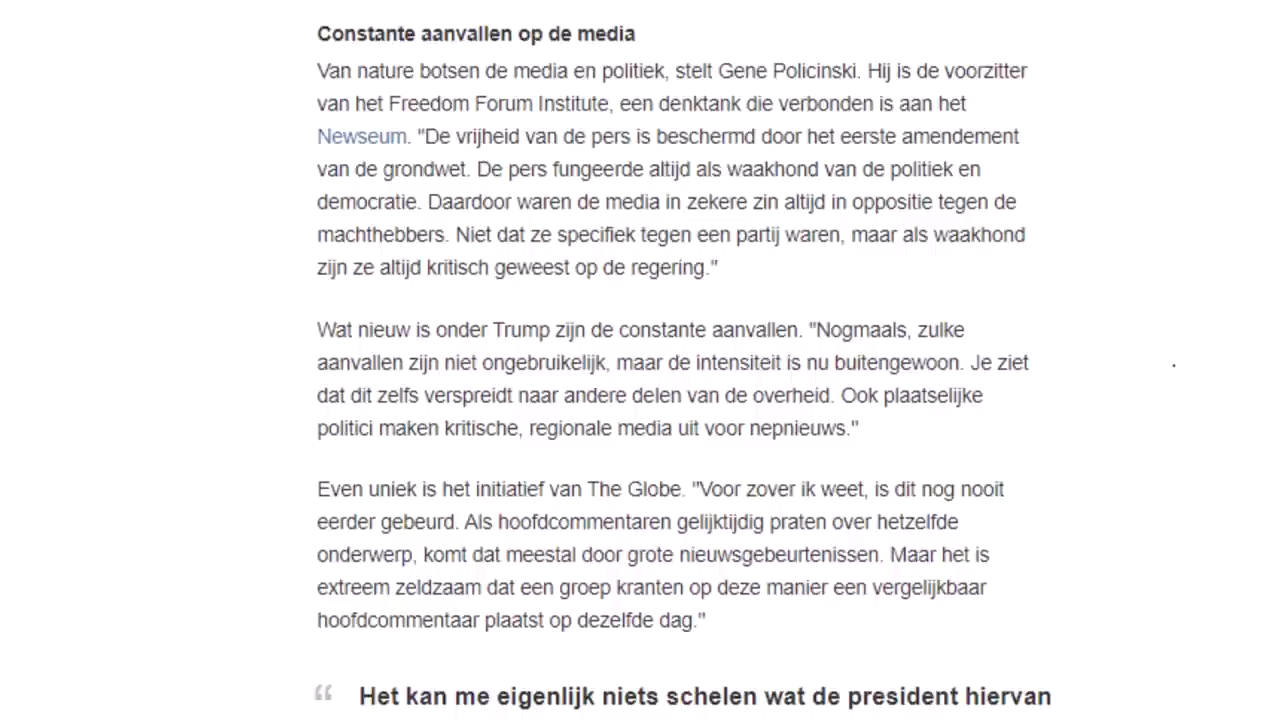 Constante aanvallen op de media
Van nature botsen de media en politiek, stelt Gene Policinski. Hij is de voorzitter
van het Freedom Forum Institute, een denktank die verbonden is aan het
Newseum. "De vrijheid van de pers is beschermd door het eerste amendement
van de grondwet. De pers fungeerde altijd als waakhond van de politiek en
democratie. Daardoor waren de media in zekere zin altijd in oppositie tegen de
machthebbers. Niet dat ze specifiek tegen een partij waren, maar als waakhond
zijn ze altijd kritisch geweest op de regering."
Wat nieuw is onder Trump zijn de constante aanvallen. "Nogmaals, zulke
aanvallen zijn niet ongebruikelijk, maar de intensiteit is nu buitengewoon. Je ziet
dat dit zelfs verspreidt naar andere delen van de overheid. Ook plaatselijke
politici maken kritische, regionale media uit voor nepnieuws."
Even uniek is het initiatief van The Globe. "Voor zover ik weet, is dit nog nooit
eerder gebeurd. Als hoofdcommentaren gelijktijdig praten over hetzelfde
onderwerp, komt dat meestal door grote nieuwsgebeurtenissen. Maar het is
extreem zeldzaam dat een groep kranten op deze manier een vergelijkbaar
hoofdcommentaar plaatst op dezelfde dag."
“ Het kan me eigenlijk niets schelen wat de president hiervan